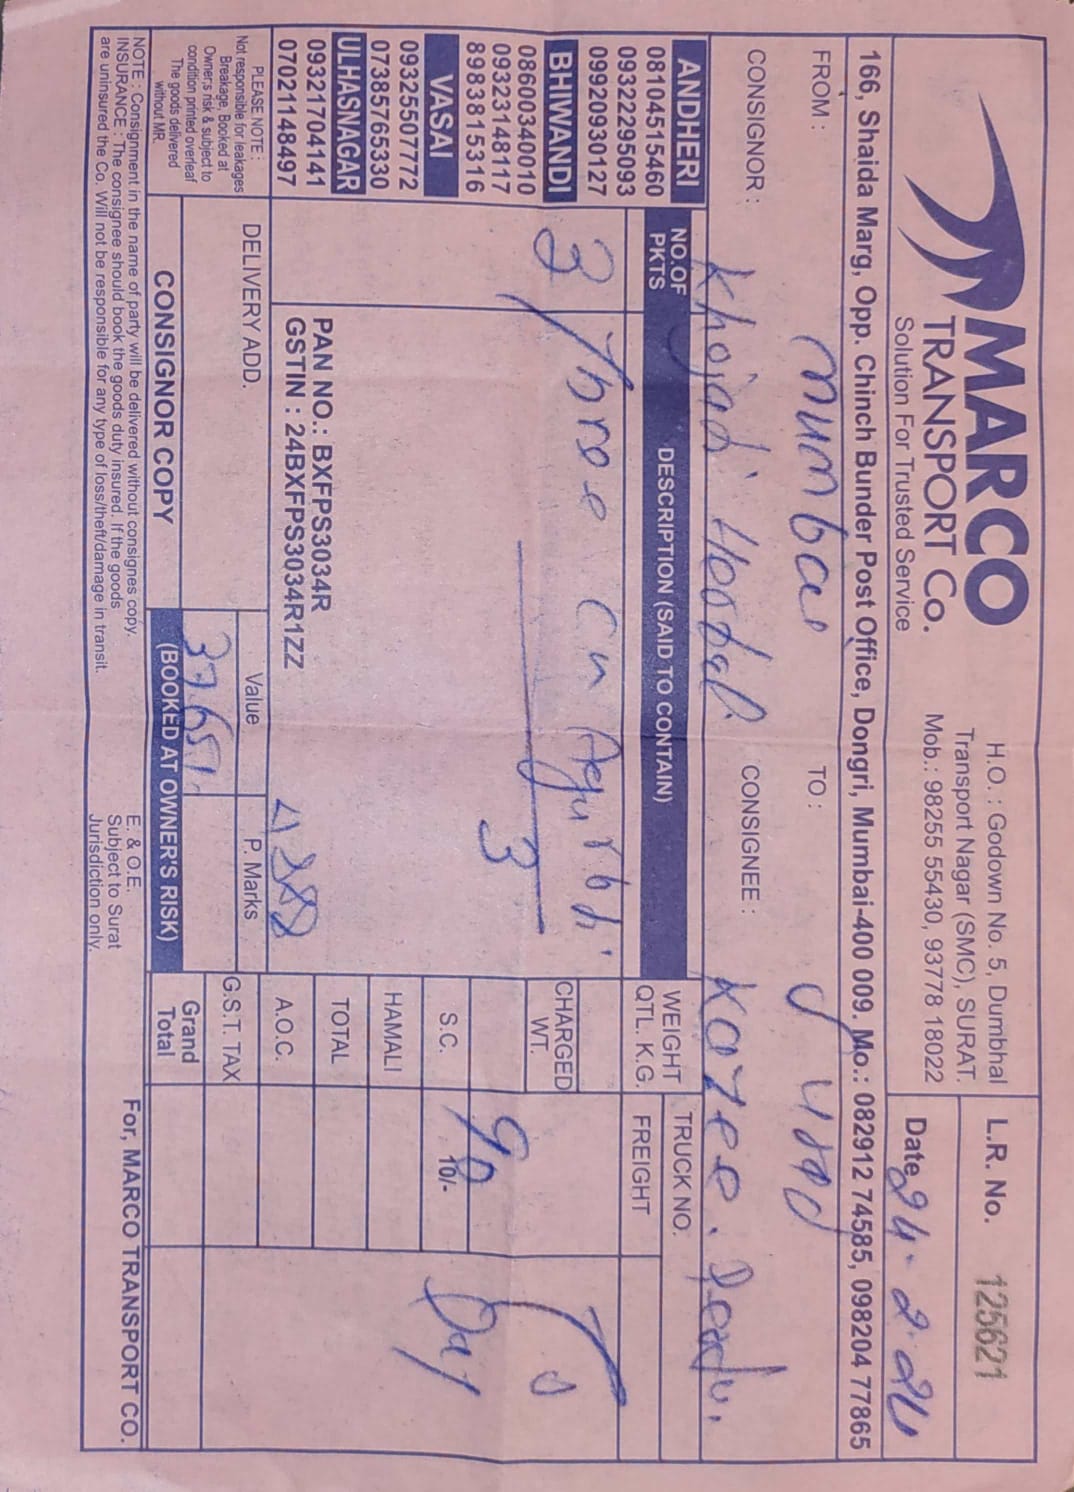 MARCO
TRANSPORT Co.
Solution For Trusted Service
H.O. : Godown No. 5, Dumbhal
Transport Nagar (SMC), SURAT.
Mob.: 98255 55430, 93778 18022
L.R. No. 125621
Date 24.2.24
166, Shaida Marg, Opp. Chinch Bunder Post Office, Dongri, Mumbai-400 009. Mo.: 082912 74585, 098204 77865
FROM : mumbai TO :
CONSIGNOR : CONSIGNEE :
ANDHERI
08104515460
09322295093
09920930127
BHIWANDI
08600340010
09323148117
8983815316
VASAI
09325507772
07385765330
ULHASNAGAR
09321704141
07021148497
PLEASE NOTE :
Not responsible for leakages
Breakage, Booked at
Owner,s risk & subject to
condition printed overleaf
The goods delivered
without MR.
NO.OF
PKTS
DESCRIPTION (SAID TO CONTAIN)
WEIGHT
QTL. K.G.
TRUCK NO.
FREIGHT
3
3
CHARGED
WT.
90
S.C. 10/-
HAMALI
TOTAL
A.O.C.
G.S.T. TAX
Grand
Total
PAN NO.: BXFPS3034R
GSTIN : 24BXFPS3034R1ZZ
DELIVERY ADD.
Value
P. Marks
CONSIGNOR COPY
(BOOKED AT OWNER'S RISK)
For, MARCO TRANSPORT CO.
NOTE : Consignment in the name of party will be delivered without consignes copy.
INSURANCE : The consignee should book the goods duty insured. If the goods
are uninsured the Co. Will not be responsible for any type of loss/theft/damage in transit.
E. & O.E.
Subject to Surat
Jurisdiction only.